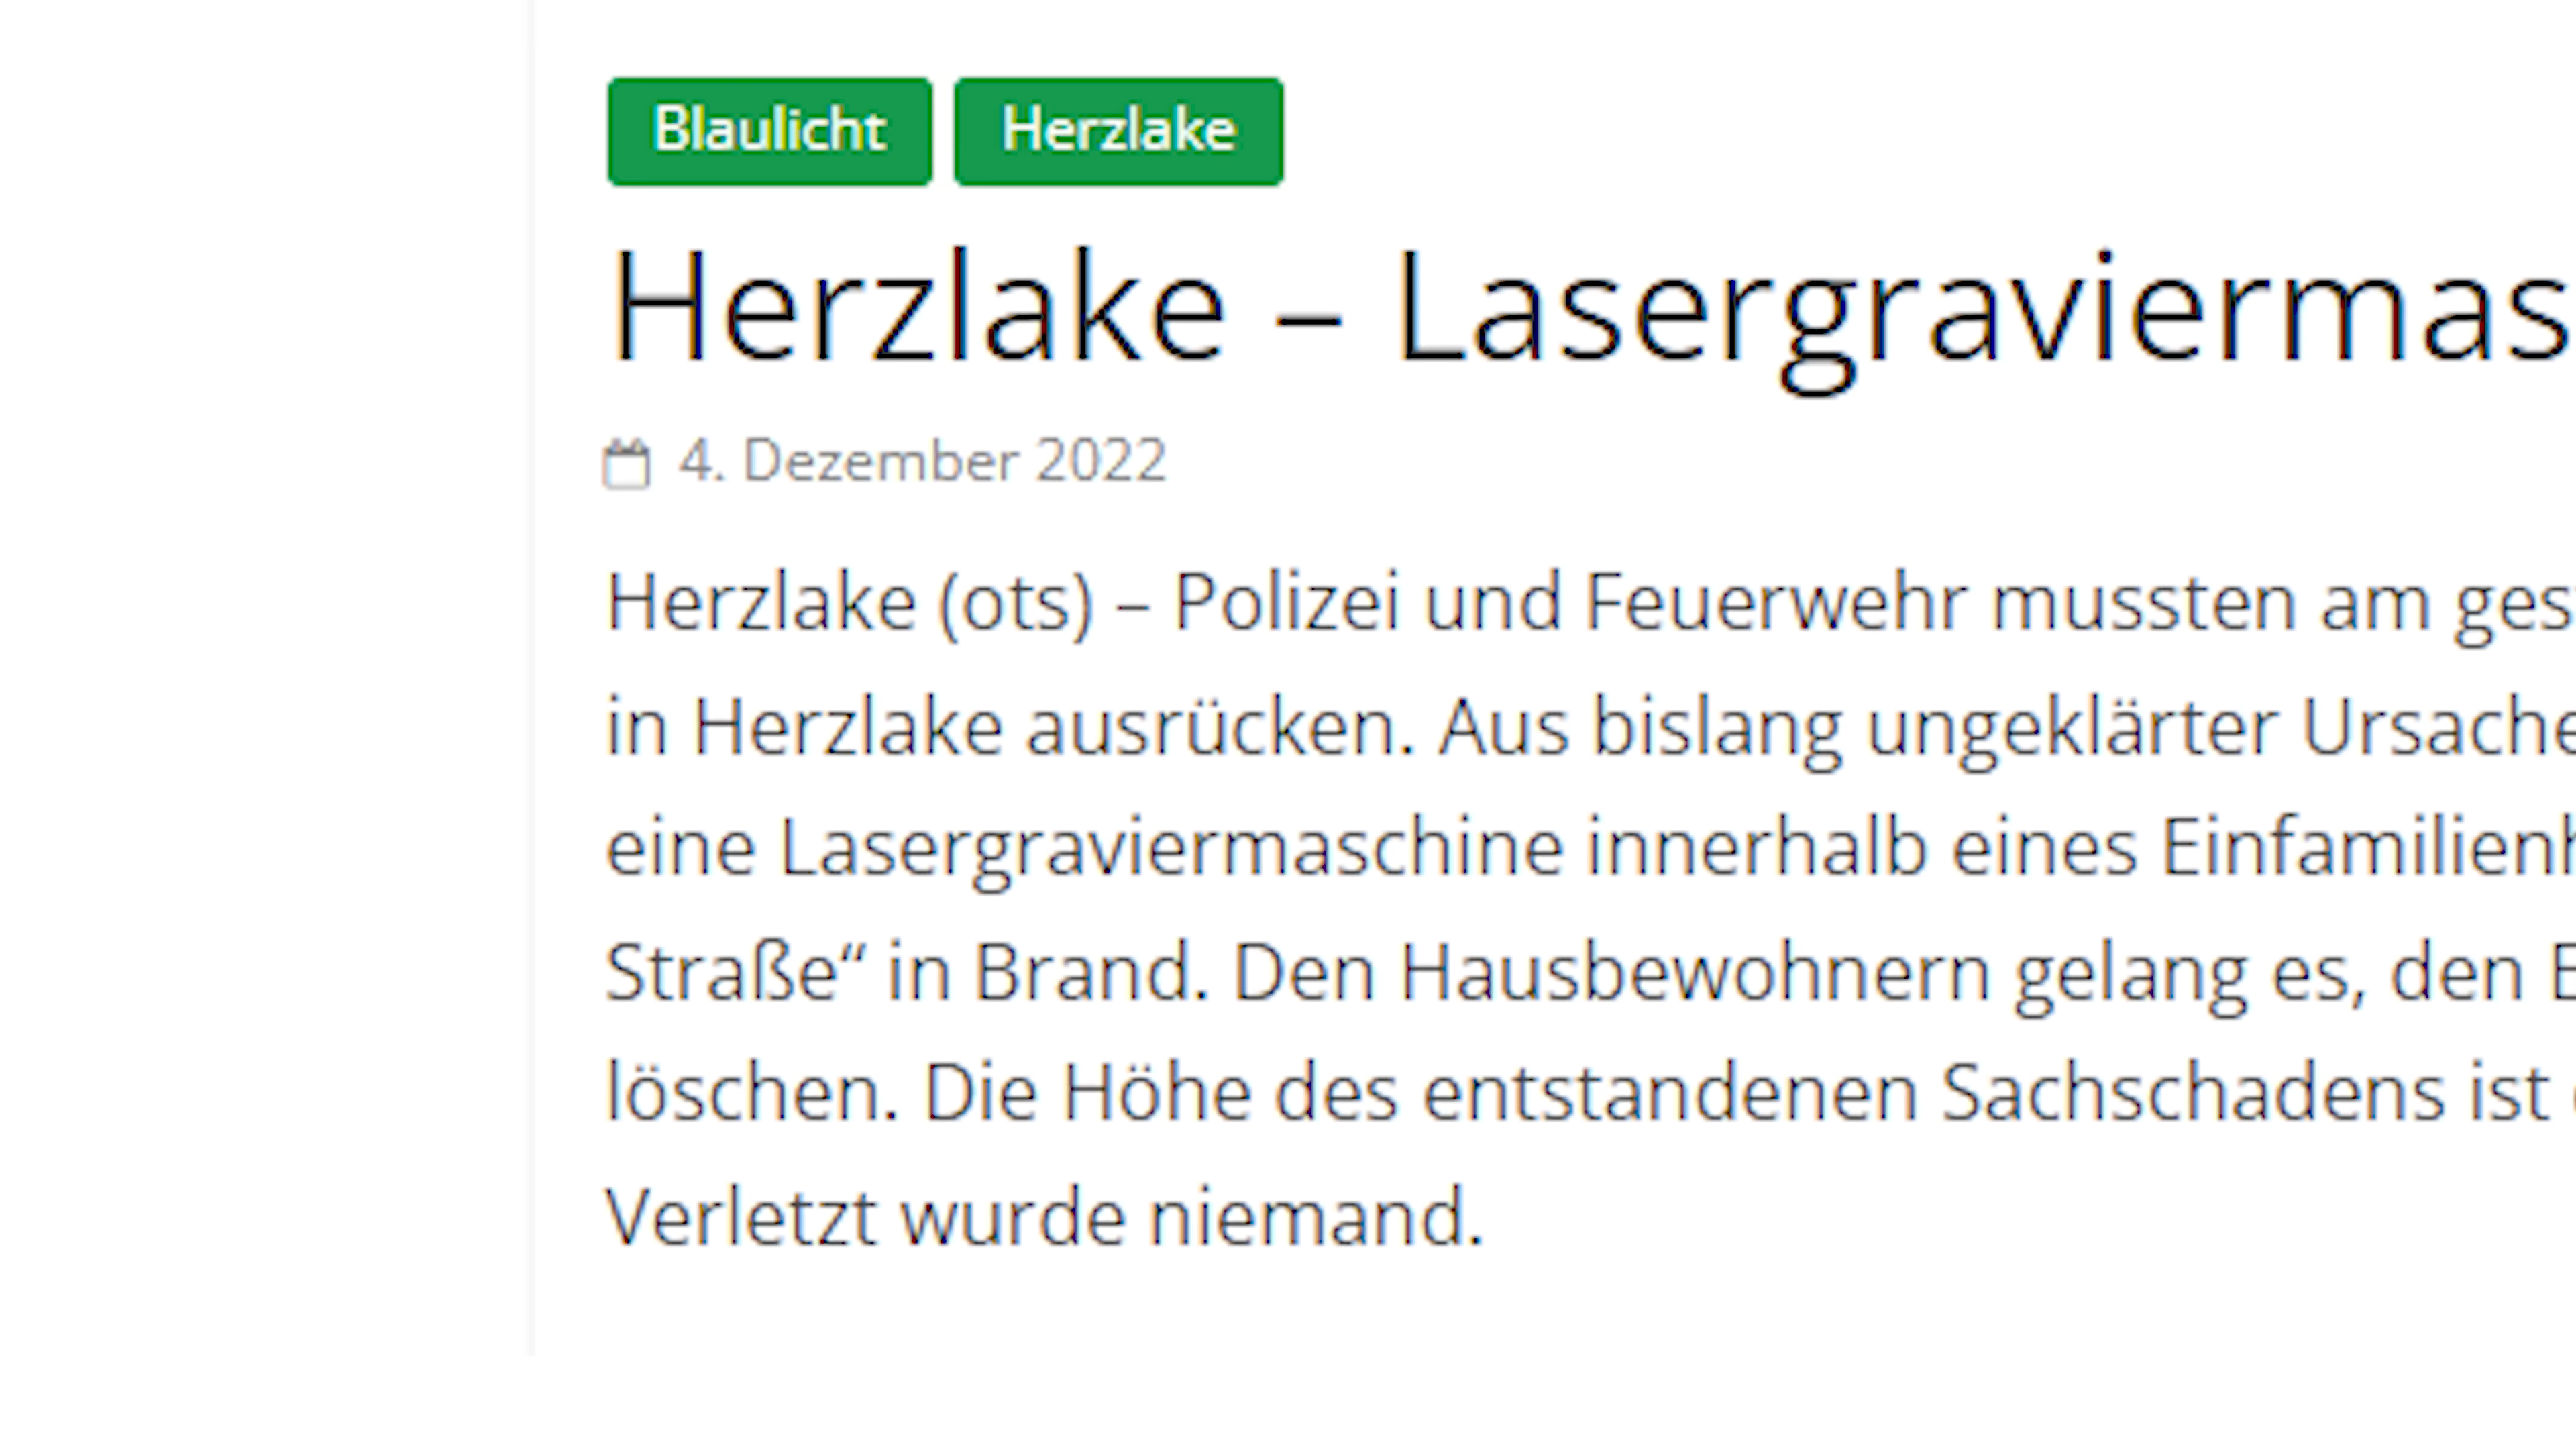 Blaulicht Herzlake
Herzlake – Lasergraviermas
4. Dezember 2022
Herzlake (ots) – Polizei und Feuerwehr mussten am ges
in Herzlake ausrücken. Aus bislang ungeklärter Ursache
eine Lasergraviermaschine innerhalb eines Einfamilienh
Straße“ in Brand. Den Hausbewohnern gelang es, den
löschen. Die Höhe des entstandenen Sachschadens ist
Verletzt wurde niemand.